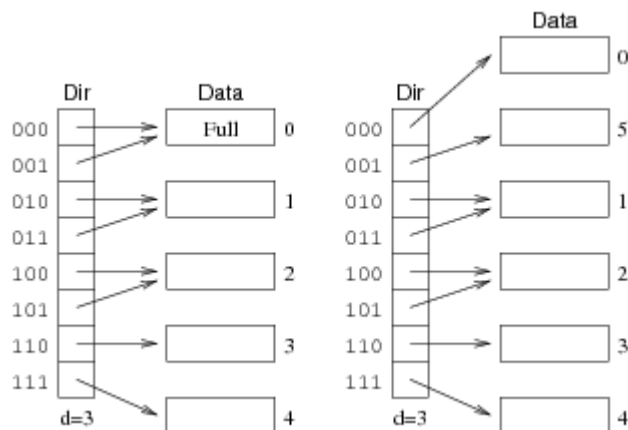 Data
0
Dir Data Dir
000 Full 0 000 5
001 001
010 1 010 1
011 011
100 2 100 2
101 101
110 3 110 3
111 111
d=3 4 d=3 4